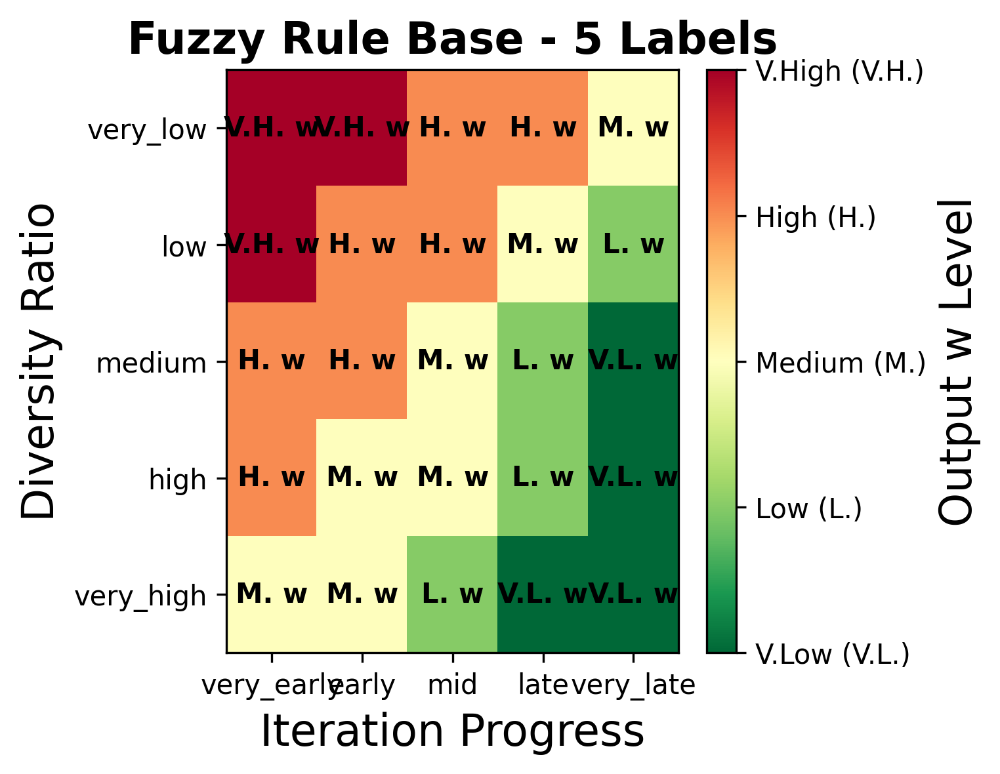 Fuzzy Rule Base - 5 Labels
Diversity Ratio
very_low
V.H. w V.H. w H. w H. w M. w
low
V.H. w H. w H. w M. w L. w
medium
H. w H. w M. w L. w V.L. w
high
H. w M. w M. w L. w V.L. w
very_high
M. w M. w L. w V.L. w V.L. w
very_early early mid late very_late
Iteration Progress
V.High (V.H.)
High (H.)
Medium (M.)
Low (L.)
V.Low (V.L.)
Output w Level